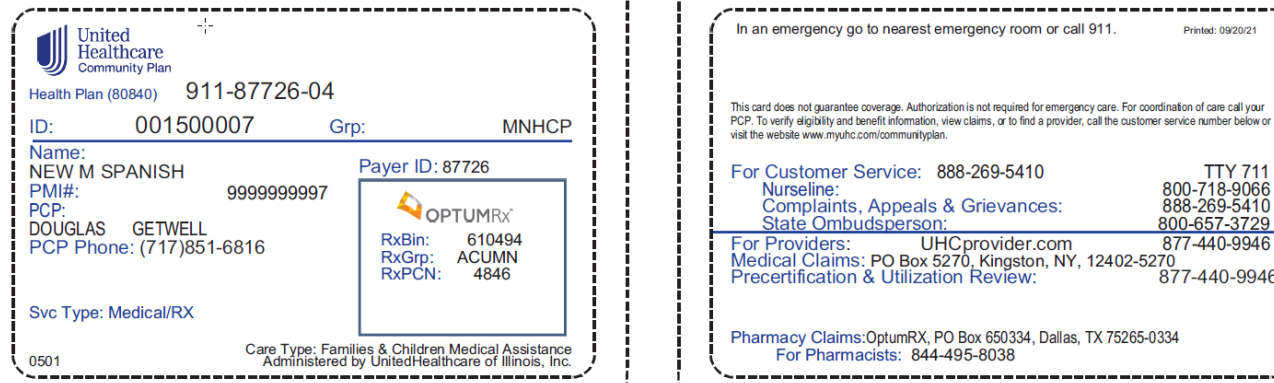 United
Healthcare
Community Plan
Health Plan (80840) 911-87726-04
ID: 001500007 Grp: MNHCP
Name:
NEW M SPANISH
PMI#: 9999999997
PCP:
DOUGLAS GETWELL
PCP Phone: (717)851-6816
Payer ID: 87726
OPTUMRx®
RxBin: 610494
RxGrp: ACUMN
RxPCN: 4846
Svc Type: Medical/RX
0501
Care Type: Families & Children Medical Assistance
Administered by UnitedHealthcare of Illinois, Inc.
In an emergency go to nearest emergency room or call 911. Printed: 09/20/21
This card does not guarantee coverage. Authorization is not required for emergency care. For coordination of care call your
PCP. To verify eligibility and benefit information, view claims, or to find a provider, call the customer service number below or
visit the website www.myuhc.com/communityplan.
For Customer Service: 888-269-5410 TTY 711
Nurseline: 800-718-9066
Complaints, Appeals & Grievances: 888-269-5410
State Ombudsperson: 800-657-3729
For Providers: UHCprovider.com 877-440-9946
Medical Claims: PO Box 5270, Kingston, NY, 12402-5270
Precertification & Utilization Review: 877-440-9946
Pharmacy Claims:OptumRX, PO Box 650334, Dallas, TX 75265-0334
For Pharmacists: 844-495-8038